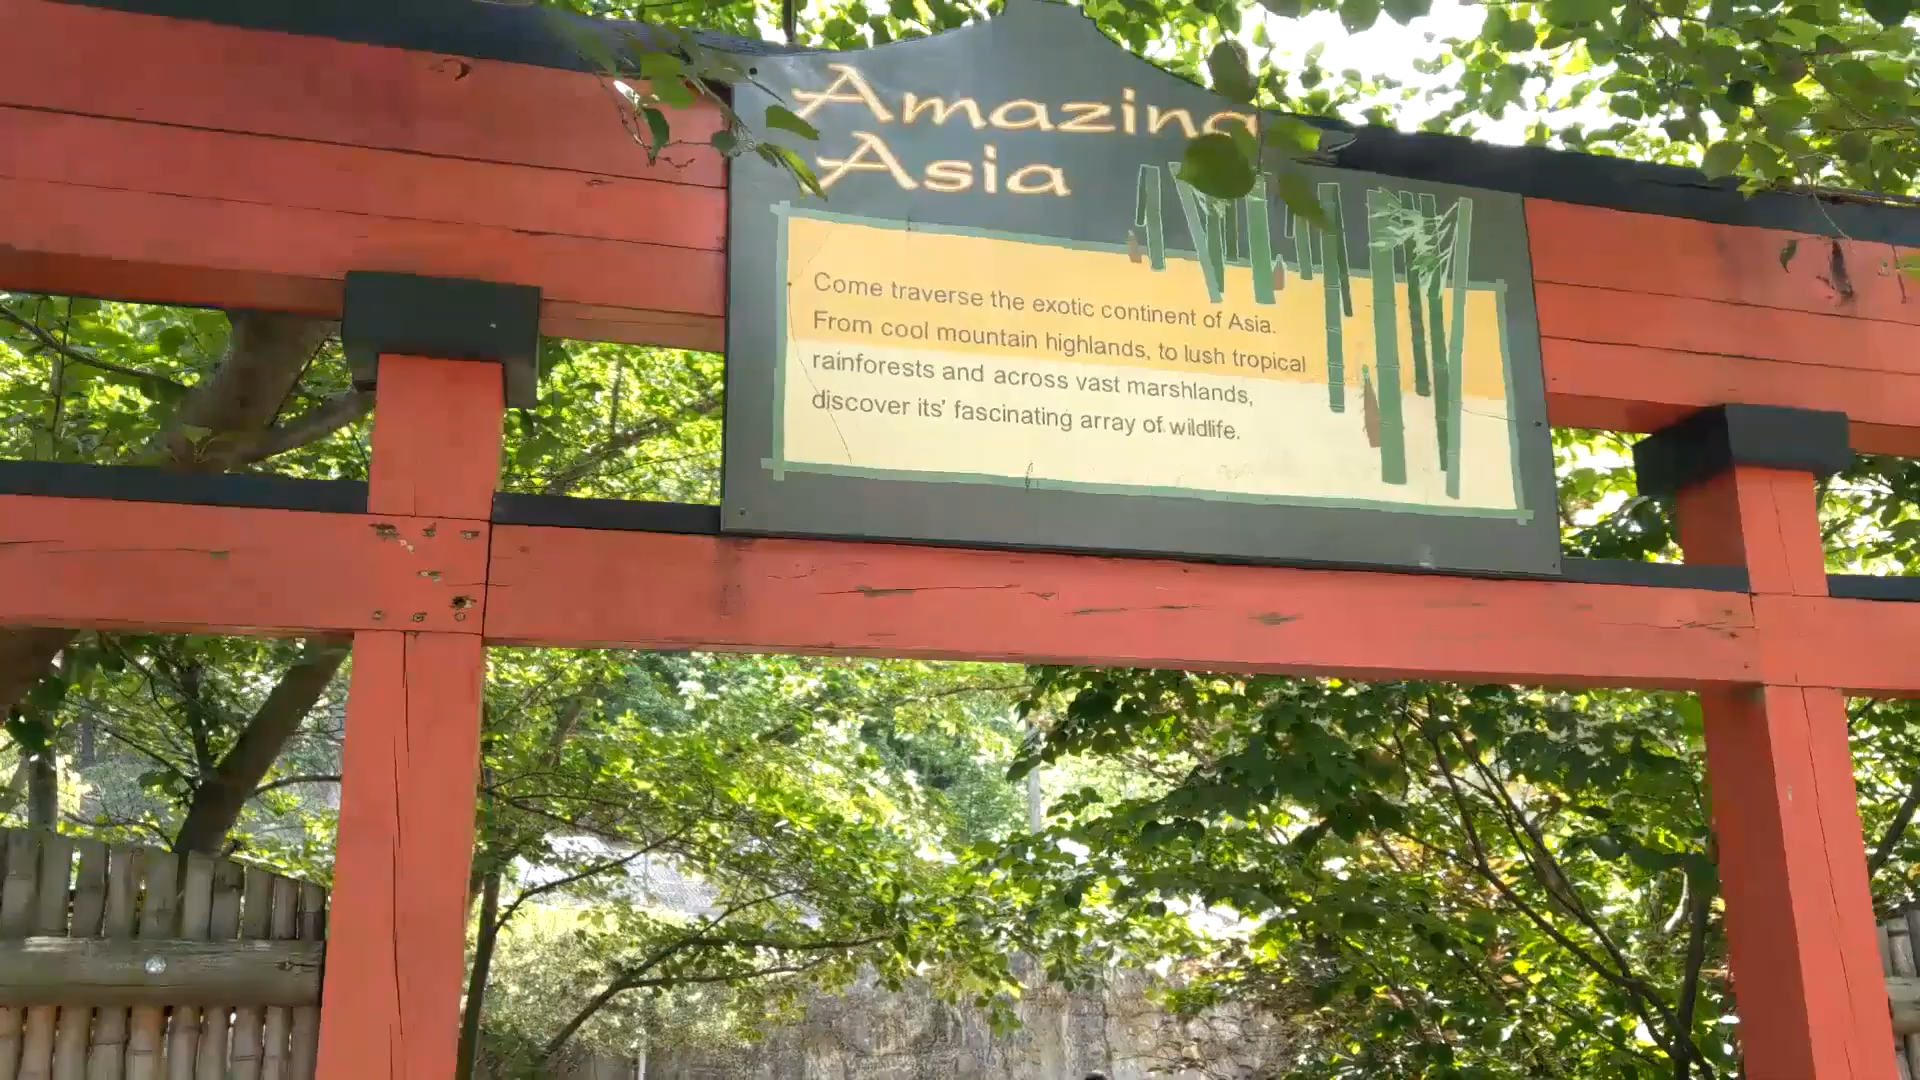 Amazing
Asia
Come traverse the exotic continent of Asia.
From cool mountain highlands, to lush tropical
rainforests and across vast marshlands,
discover its' fascinating array of wildlife.